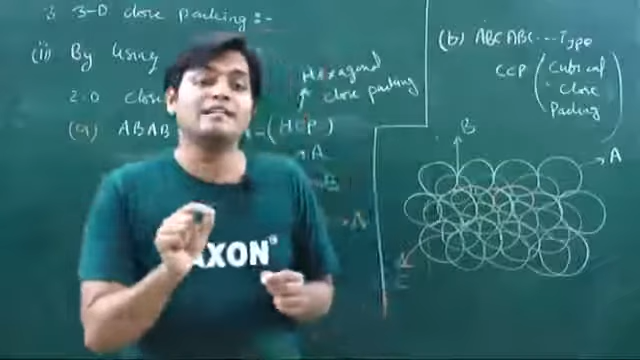 3-D close packing :-
(ii) By using
2-D close
(a) ABAB
(HCP)
Hexagonal
close packing
A
B
A
(b) ABC ABC --- Type
CCP (Cubical
Close
Packing)
B
A
C
AXON